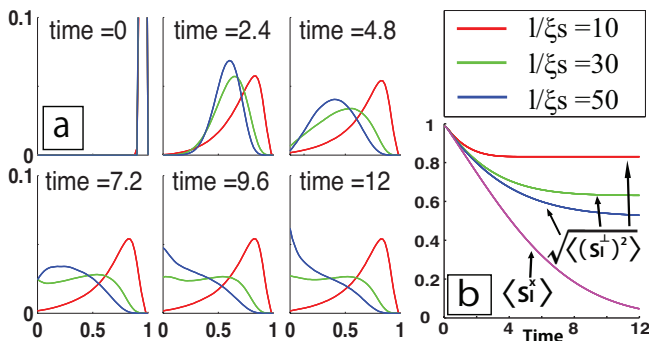 0.1
time =0
time =2.4
time =4.8
a
0
0.1
time =7.2
time =9.6
time =12
0
0 0.5 1
0 0.5 1
0 0.5 1
l/ξs =10
l/ξs =30
l/ξs =50
1
0.8
0.6
0.4
0.2
0
√⟨(sᵢ^⊥)²⟩
⟨sᵢ^x⟩
b
0 4 8 12
Time